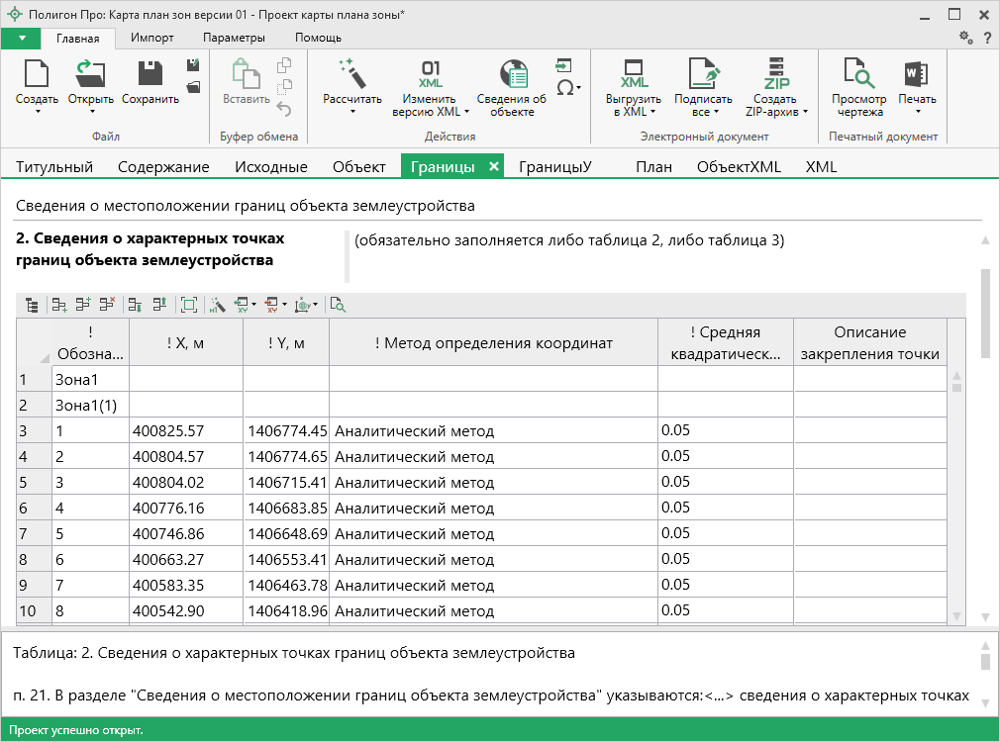 Полигон Про: Карта план зон версии 01 - Проект карты плана зоны*
Главная Импорт Параметры Помощь ?
Создать Открыть Сохранить Вставить Рассчитать 01 XML Изменить версию XML Сведения об объекте XML Выгрузить в XML Подписать все ZIP Создать ZIP-архив Просмотр чертежа W Печать
Файл Буфер обмена Действия Электронный документ Печатный документ
Титульный Содержание Исходные Объект Границы ГраницыУ План ОбъектXML XML
Сведения о местоположении границ объекта землеустройства
2. Сведения о характерных точках (обязательно заполняется либо таблица 2, либо таблица 3)
границ объекта землеустройства
! Обозна... ! X, м ! Y, м ! Метод определения координат ! Средняя квадратическ... Описание закрепления точки
1 Зона1
2 Зона1(1)
3 1 400825.57 1406774.45 Аналитический метод 0.05
4 2 400804.57 1406774.65 Аналитический метод 0.05
5 3 400804.02 1406715.41 Аналитический метод 0.05
6 4 400776.16 1406683.85 Аналитический метод 0.05
7 5 400746.86 1406648.69 Аналитический метод 0.05
8 6 400663.27 1406553.41 Аналитический метод 0.05
9 7 400583.35 1406463.78 Аналитический метод 0.05
10 8 400542.90 1406418.96 Аналитический метод 0.05
Таблица: 2. Сведения о характерных точках границ объекта землеустройства
п. 21. В разделе "Сведения о местоположении границ объекта землеустройства" указываются:<...> сведения о характерных точках
Проект успешно открыт.